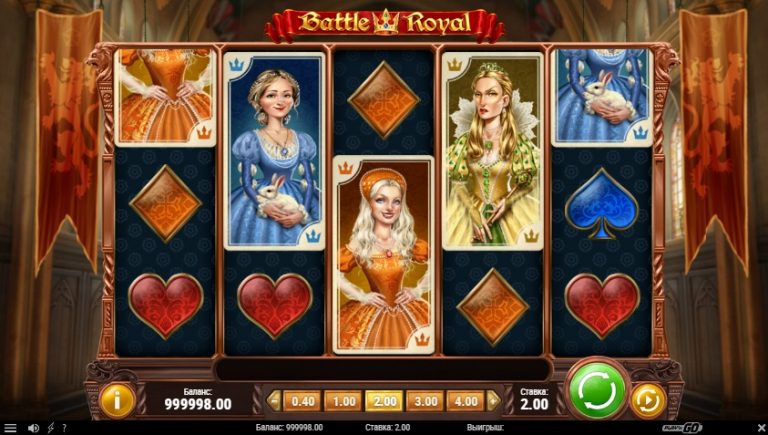 Battle Royal
Баланс:
999998.00
0.40 1.00 2.00 3.00 4.00
Ставка:
2.00
Баланс: 999998.00 Ставка: 2.00 Выигрыш:
PLAY'N GO